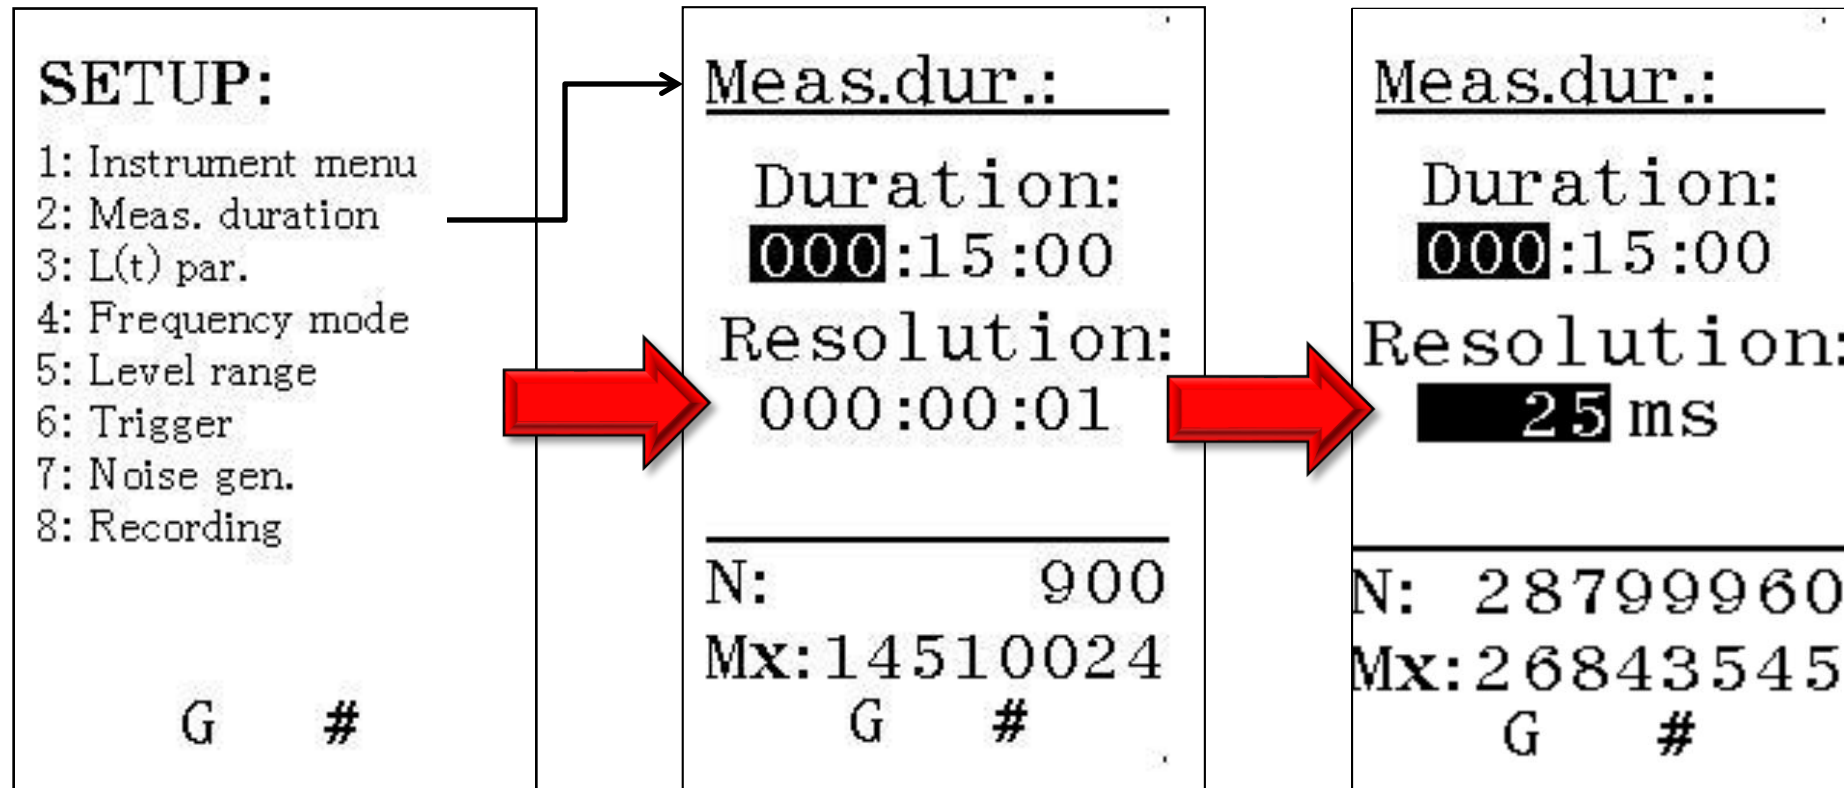 SETUP:
1: Instrument menu
2: Meas. duration
3: L(t) par.
4: Frequency mode
5: Level range
6: Trigger
7: Noise gen.
8: Recording
G #
Meas.dur.:
Duration:
000:15:00
Resolution:
000:00:01
N: 900
Mx:14510024
G #
Meas.dur.:
Duration:
000:15:00
Resolution:
25 ms
N: 28799960
Mx:26843545
G #